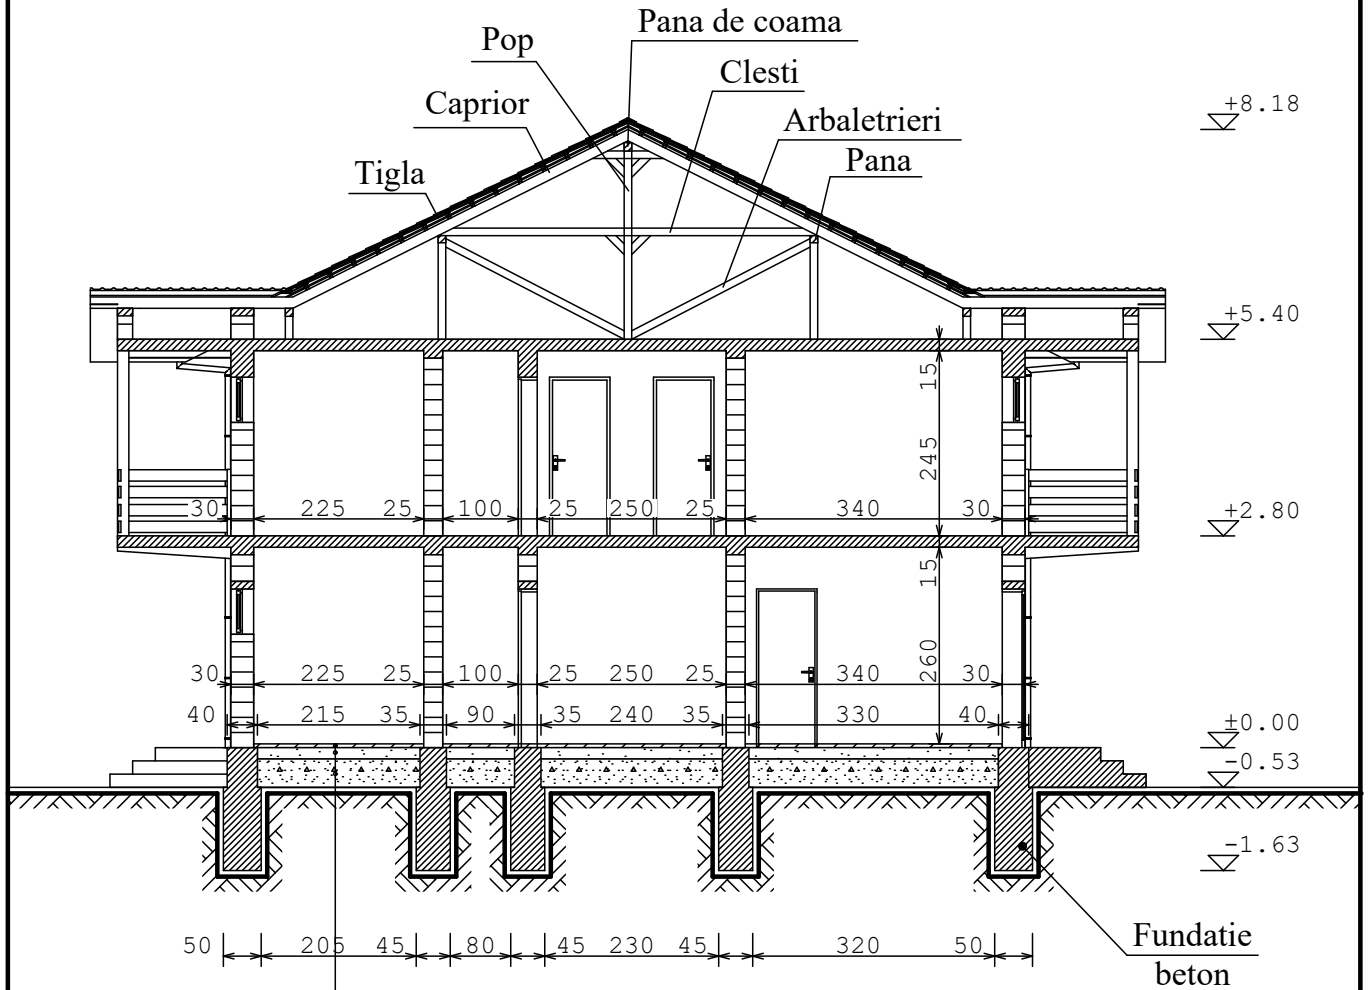 Pana de coama
Pop
Clesti
+8.18
Caprior
Arbaletrieri
Pana
Tigla
+5.40
15
245
30 225 25 100 25 250 25 340 30
+2.80
15
260
30 225 25 100 25 250 25 340 30
40 215 35 90 35 240 35 330 40
±0.00
-0.53
-1.63
50 205 45 80 45 230 45 320 50
Fundatie
beton